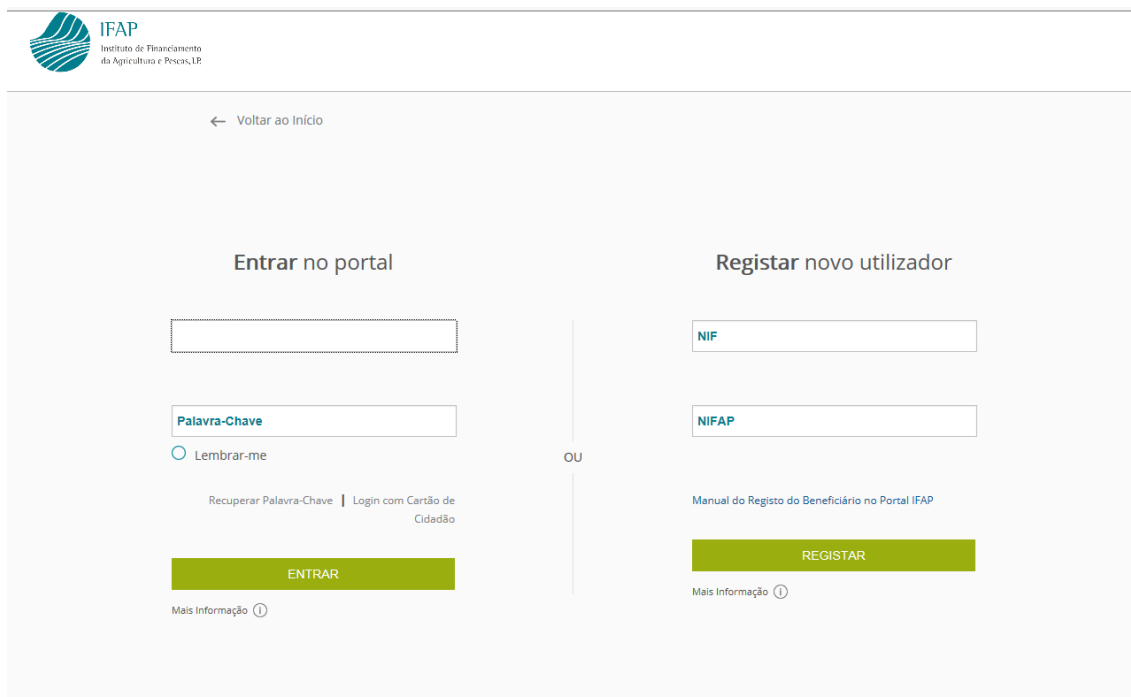 IFAP
Instituto de Financiamento
da Agricultura e Pescas, I.P.
← Voltar ao Início
Entrar no portal
Palavra-Chave
Lembrar-me
Recuperar Palavra-Chave | Login com Cartão de
Cidadão
ENTRAR
Mais Informação
OU
Registar novo utilizador
NIF
NIFAP
Manual do Registo do Beneficiário no Portal IFAP
REGISTAR
Mais Informação